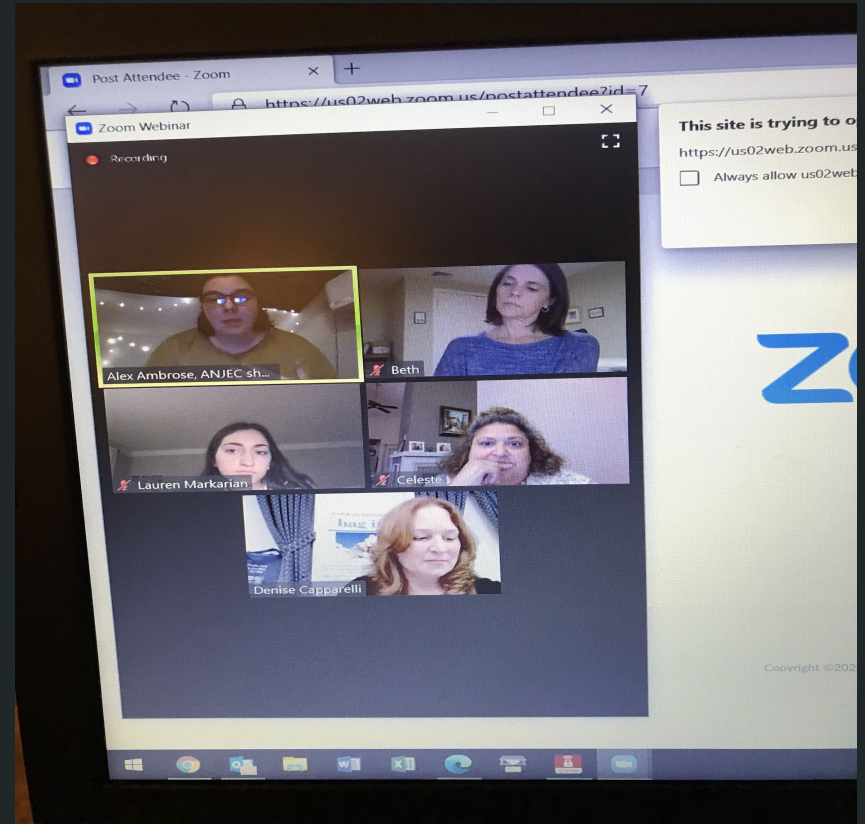 Post Attendee - Zoom
https://us02web.zoom.us/postattendee?id=7
Zoom Webinar
This site is trying to o
https://us02web.zoom.us
Always allow us02web
Recording
Alex Ambrose, ANJEC sh...
Beth
Lauren Markarian
Celeste
bag i
Denise Capparelli
Copyright ©202